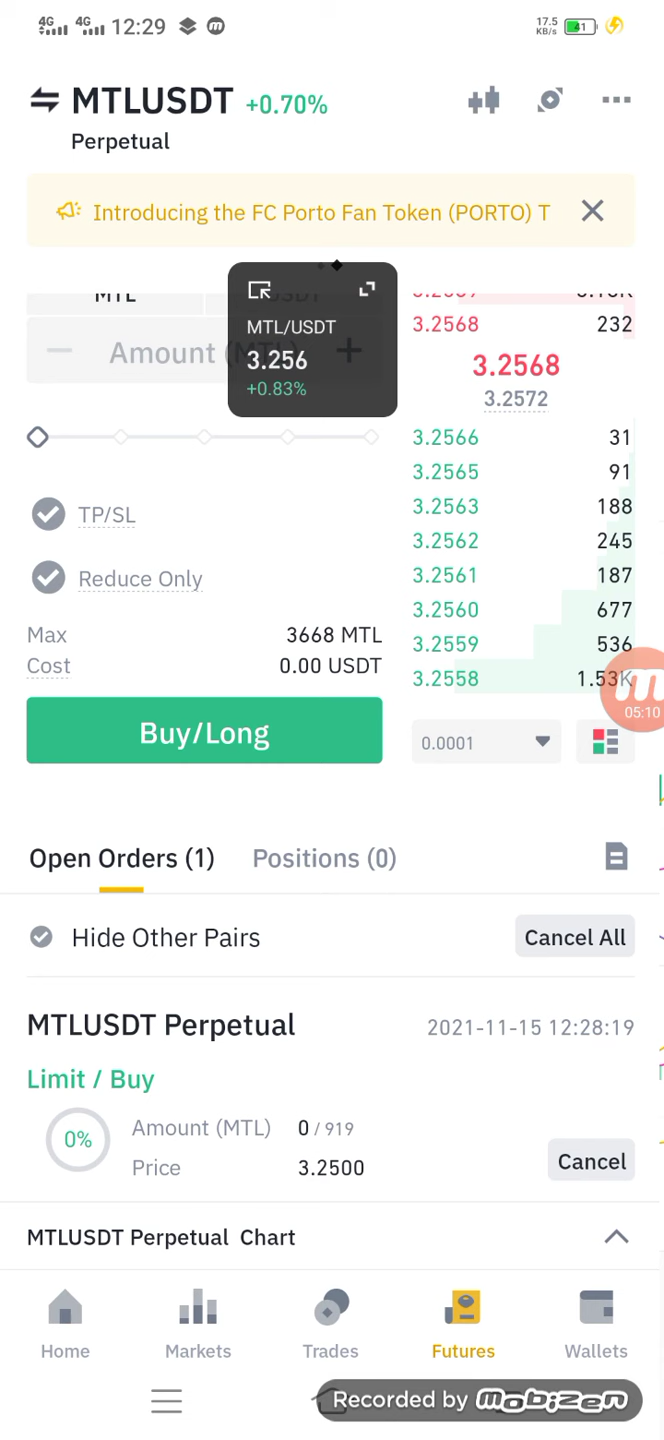 4G 4G 12:29 17.5 KB/s 41
MTLUSDT +0.70%
Perpetual
Introducing the FC Porto Fan Token (PORTO) T
MTL
3.2568 232
Amount (M
MTL/USDT
3.256
+0.83%
3.2568
3.2572
3.2566 31
3.2565 91
TP/SL
3.2563 188
3.2562 245
Reduce Only
3.2561 187
3.2560 677
Max 3668 MTL
3.2559 536
Cost 0.00 USDT
3.2558 1.53K
05:10
Buy/Long
0.0001
Open Orders (1) Positions (0)
Hide Other Pairs Cancel All
MTLUSDT Perpetual 2021-11-15 12:28:19
Limit / Buy
0% Amount (MTL) 0 / 919
Price 3.2500 Cancel
MTLUSDT Perpetual Chart
Home Markets Trades Futures Wallets
Recorded by mobizen